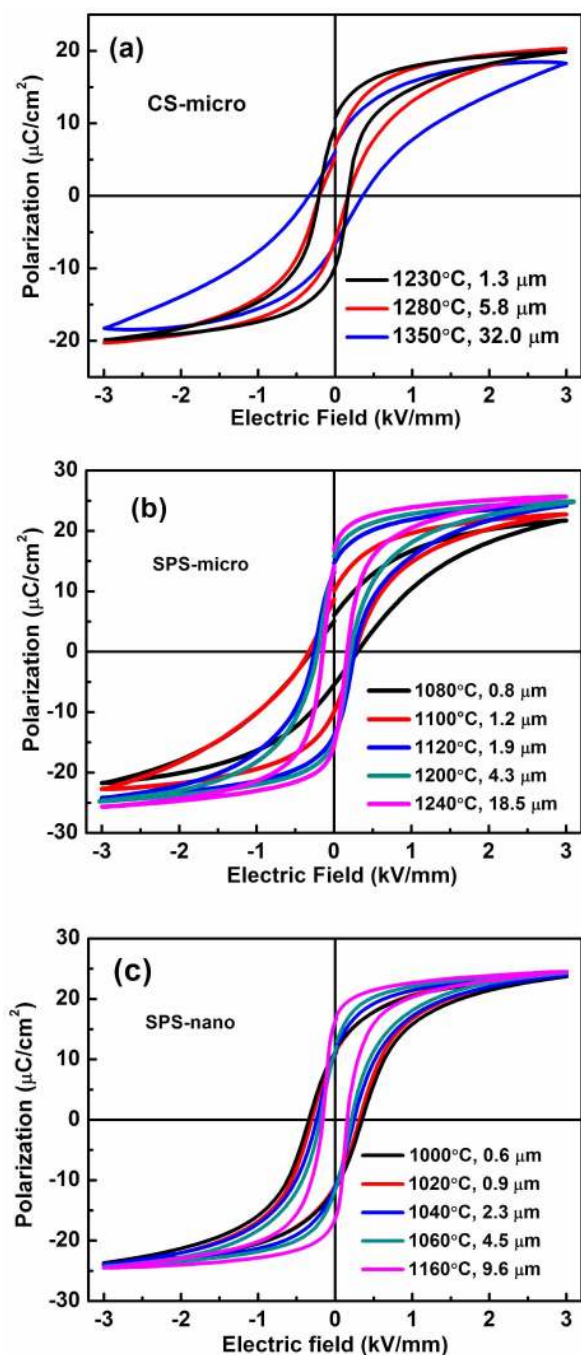 (a)
CS-micro
20
10
0
-10
-20
Polarization (μC/cm²)
1230°C, 1.3 μm
1280°C, 5.8 μm
1350°C, 32.0 μm
-3 -2 -1 0 1 2 3
Electric Field (kV/mm)
(b)
SPS-micro
30
20
10
0
-10
-20
-30
Polarization (μC/cm²)
1080°C, 0.8 μm
1100°C, 1.2 μm
1120°C, 1.9 μm
1200°C, 4.3 μm
1240°C, 18.5 μm
-3 -2 -1 0 1 2 3
Electric Field (kV/mm)
(c)
SPS-nano
30
20
10
0
-10
-20
-30
Polarization (μC/cm²)
1000°C, 0.6 μm
1020°C, 0.9 μm
1040°C, 2.3 μm
1060°C, 4.5 μm
1160°C, 9.6 μm
-3 -2 -1 0 1 2 3
Electric field (kV/mm)